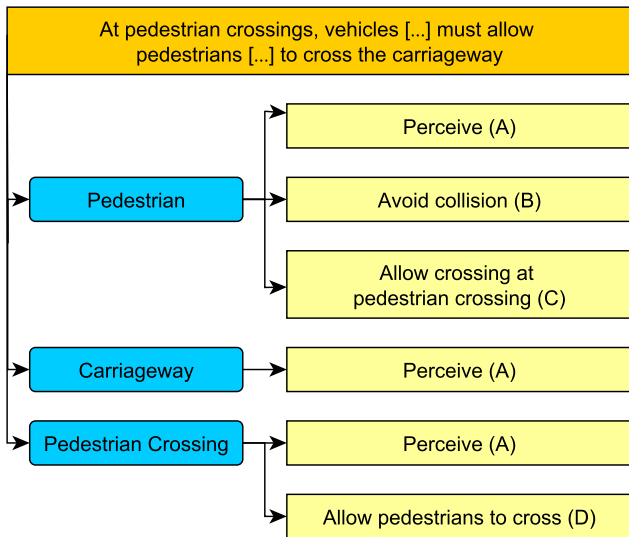 At pedestrian crossings, vehicles [...] must allow
pedestrians [...] to cross the carriageway
Perceive (A)
Pedestrian
Avoid collision (B)
Allow crossing at
pedestrian crossing (C)
Carriageway
Perceive (A)
Pedestrian Crossing
Perceive (A)
Allow pedestrians to cross (D)